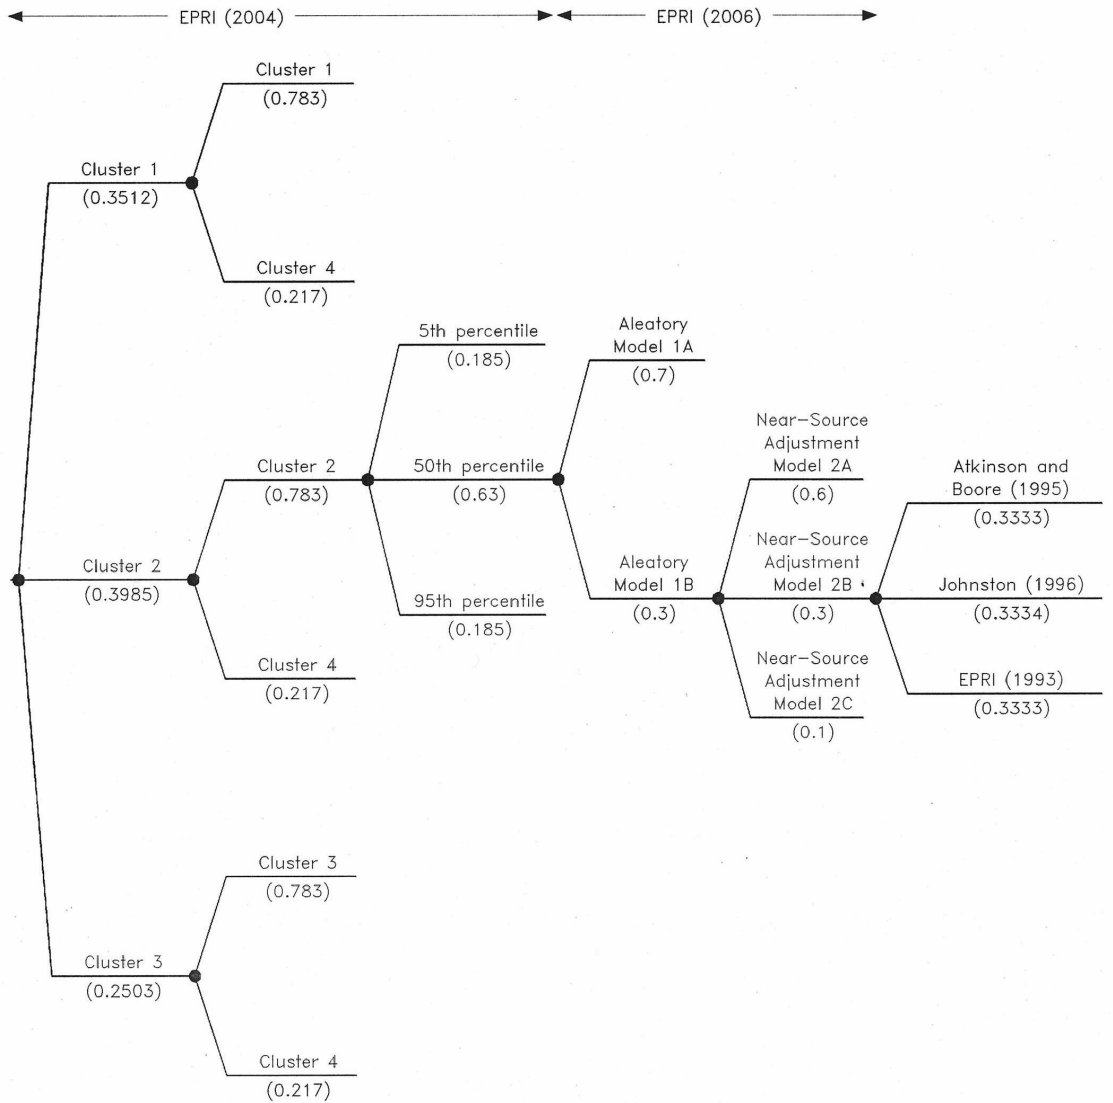 EPRI (2004)
EPRI (2006)
Cluster 1
(0.3512)
Cluster 2
(0.3985)
Cluster 3
(0.2503)
Cluster 1
(0.783)
Cluster 4
(0.217)
Cluster 2
(0.783)
Cluster 4
(0.217)
Cluster 3
(0.783)
Cluster 4
(0.217)
5th percentile
(0.185)
50th percentile
(0.63)
95th percentile
(0.185)
Aleatory
Model 1A
(0.7)
Aleatory
Model 1B
(0.3)
Near-Source
Adjustment
Model 2A
(0.6)
Near-Source
Adjustment
Model 2B
(0.3)
Near-Source
Adjustment
Model 2C
(0.1)
Atkinson and
Boore (1995)
(0.3333)
Johnston (1996)
(0.3334)
EPRI (1993)
(0.3333)